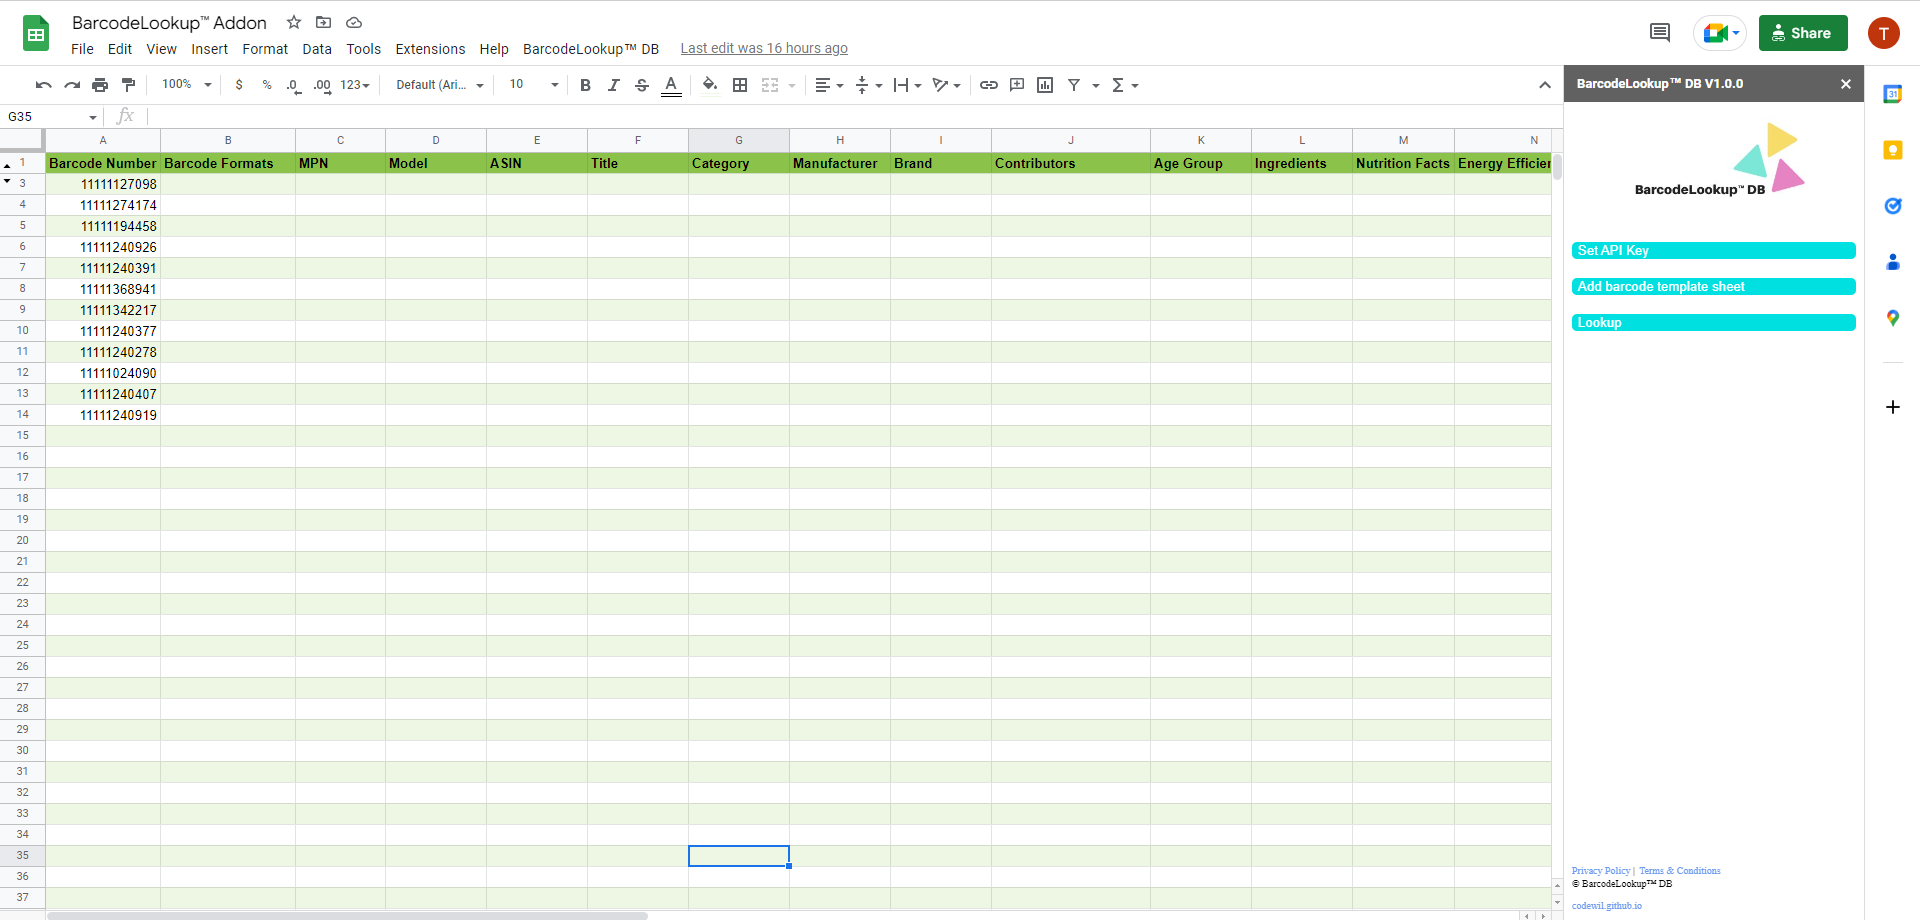 BarcodeLookup™ Addon
File Edit View Insert Format Data Tools Extensions Help BarcodeLookup™ DB Last edit was 16 hours ago
Share
T
100% $ % .0 .00 123 Default (Ari... 10 B I S A
BarcodeLookup™ DB V1.0.0
31
G35 fx
A B C D E F G H I J K L M N
1 Barcode Number Barcode Formats MPN Model ASIN Title Category Manufacturer Brand Contributors Age Group Ingredients Nutrition Facts Energy Efficien
3 11111127098
4 11111274174
5 11111194458
6 11111240926
7 11111240391
8 11111368941
9 11111342217
10 11111240377
11 11111240278
12 11111024090
13 11111240407
14 11111240919
15
16
17
18
19
20
21
22
23
24
25
26
27
28
29
30
31
32
33
34
35
36
37
BarcodeLookup™ DB
Set API Key
Add barcode template sheet
Lookup
Privacy Policy | Terms & Conditions
© BarcodeLookup™ DB
codewil.github.io